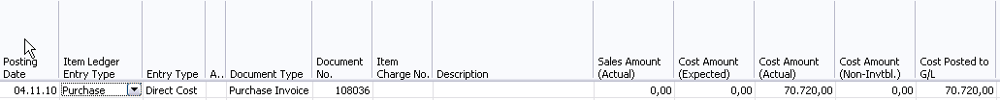 Posting Date
Item Ledger Entry Type
Entry Type
A..
Document Type
Document No.
Item Charge No.
Description
Sales Amount (Actual)
Cost Amount (Expected)
Cost Amount (Actual)
Cost Amount (Non-Invtbl.)
Cost Posted to G/L
04.11.10 Purchase Direct Cost Purchase Invoice 108036 0,00 0,00 70.720,00 0,00 70.720,00